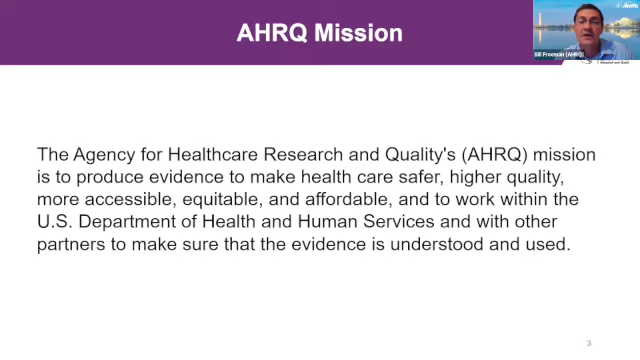 AHRQ Mission
Bill Freeman (AHRQ)
The Agency for Healthcare Research and Quality's (AHRQ) mission
is to produce evidence to make health care safer, higher quality,
more accessible, equitable, and affordable, and to work within the
U.S. Department of Health and Human Services and with other
partners to make sure that the evidence is understood and used.
3